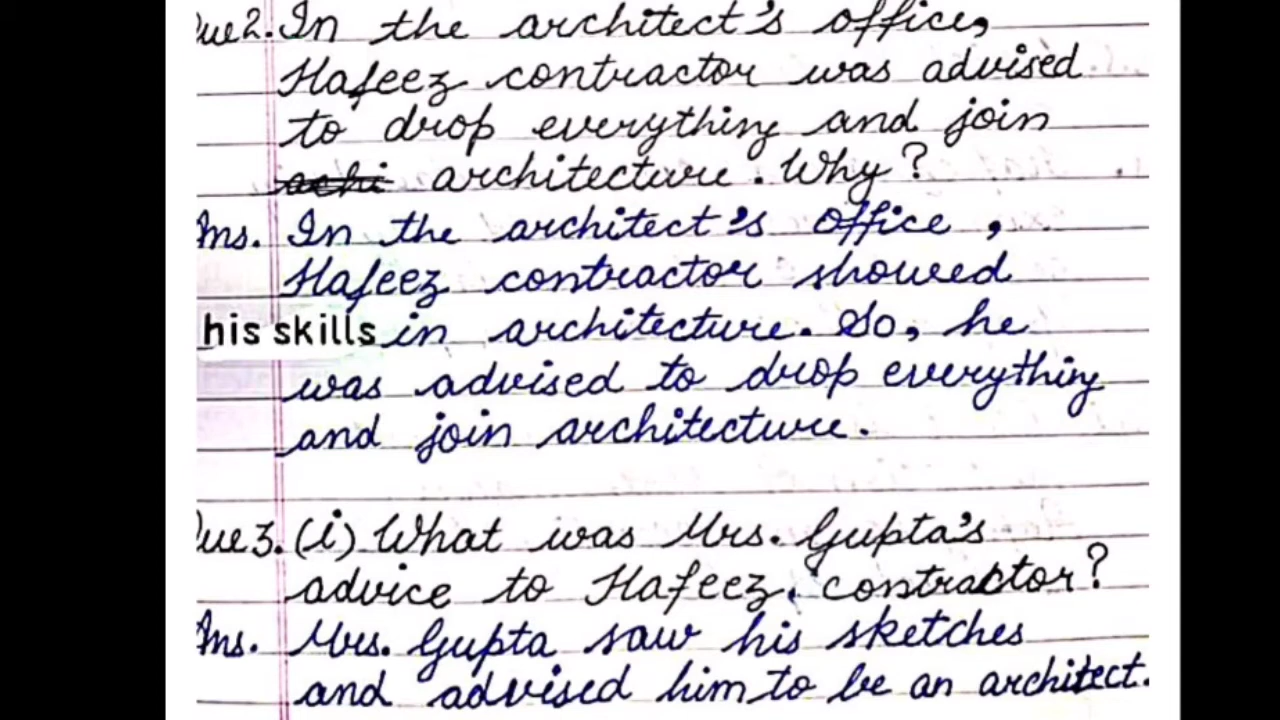 Que2. In the architect's office,
Hafeez contractor was advised
to drop everything and join
achi architecture. Why?
Ans. In the architect's office,
Hafeez contractor showed
his skills in architecture. So, he
was advised to drop everything
and join architecture.
Que3. (i) What was Mrs. Gupta's
advice to Hafeez contractor?
Ans. Mrs. Gupta saw his sketches
and advised him to be an architect.